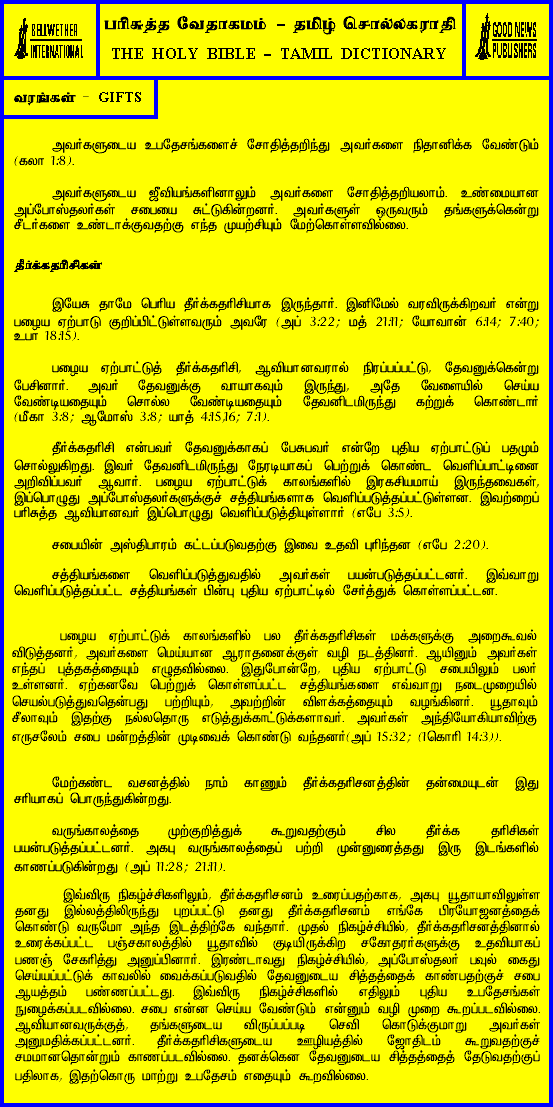 BELLWETHER
INTERNATIONAL
பரிசுத்த வேதாகமம் – தமிழ் சொல்லகராதி
THE HOLY BIBLE – TAMIL DICTIONARY
GOOD NEWS
PUBLISHERS
வரங்கள் - GIFTS
அவர்களுடைய உபதேசங்களைச் சோதித்தறிந்து அவர்களை நிதானிக்க வேண்டும்
(கலா 1:8).
அவர்களுடைய ஜீவியங்களினாலும் அவர்களை சோதித்தறியலாம். உண்மையான
அப்போஸ்தலர்கள் சபையை கட்டுகின்றனர். அவர்களுள் ஒருவரும் தங்களுக்கென்று
சீடர்களை உண்டாக்குவதற்கு எந்த முயற்சியும் மேற்கொள்ளவில்லை.
தீர்க்கதரிசிகள்
இயேசு தாமே பெரிய தீர்க்கதரிசியாக இருந்தார். இனிமேல் வரவிருக்கிறவர் என்று
பழைய ஏற்பாடு குறிப்பிட்டுள்ளவரும் அவரே (அப் 3:22; மத் 21:11; யோவான் 6:14; 7:40;
உபா 18:15).
பழைய ஏற்பாட்டுத் தீர்க்கதரிசி, ஆவியானவரால் நிரப்பப்பட்டு, தேவனுக்கென்று
பேசினார். அவர் தேவனுக்கு வாயாகவும் இருந்து, அதே வேளையில் செய்ய
வேண்டியதையும் சொல்ல வேண்டியதையும் தேவனிடமிருந்து கற்றுக் கொண்டார்
(மீகா 3:8; ஆமோஸ் 3:8; யாத் 4:15,16; 7:1).
தீர்க்கதரிசி என்பவர் தேவனுக்காகப் பேசுபவர் என்றே புதிய ஏற்பாட்டுப் பதமும்
சொல்லுகிறது. இவர் தேவனிடமிருந்து நேரடியாகப் பெற்றுக் கொண்ட வெளிப்பாட்டினை
அறிவிப்பவர் ஆவார். பழைய ஏற்பாட்டுக் காலங்களில் இரகசியமாய் இருந்தவைகள்,
இப்பொழுது அப்போஸ்தலர்களுக்குச் சத்தியங்களாக வெளிப்படுத்தப்பட்டுள்ளன. இவற்றைப்
பரிசுத்த ஆவியானவர் இப்பொழுது வெளிப்படுத்தியுள்ளார் (எபே 3:5).
சபையின் அஸ்திபாரம் கட்டப்படுவதற்கு இவை உதவி புரிந்தன (எபே 2:20).
சத்தியங்களை வெளிப்படுத்துவதில் அவர்கள் பயன்படுத்தப்பட்டனர். இவ்வாறு
வெளிப்படுத்தப்பட்ட சத்தியங்கள் பின்பு புதிய ஏற்பாட்டில் சேர்த்துக் கொள்ளப்பட்டன.
பழைய ஏற்பாட்டுக் காலங்களில் பல தீர்க்கதரிசிகள் மக்களுக்கு அறைகூவல்
விடுத்தனர், அவர்களை மெய்யான ஆராதனைக்குள் வழி நடத்தினர். ஆயினும் அவர்கள்
எந்தப் புத்தகத்தையும் எழுதவில்லை. இதுபோன்றே, புதிய ஏற்பாட்டு சபையிலும் பலர்
உள்ளனர். ஏற்கனவே பெற்றுக் கொள்ளப்பட்ட சத்தியங்களை எவ்வாறு நடைமுறையில்
செயல்படுத்துவதென்பது பற்றியும், அவற்றின் விளக்கத்தையும் வழங்கினர். யூதாவும்
சீலாவும் இதற்கு நல்லதொரு எடுத்துக்காட்டுக்களாவர். அவர்கள் அந்தியோகியாவிற்கு
எருசலேம் சபை மன்றத்தின் முடிவைக் கொண்டு வந்தனர்(அப் 15:32; (1கொரி 14:3)).
மேற்கண்ட வசனத்தில் நாம் காணும் தீர்க்கதரிசனத்தின் தன்மையுடன் இது
சரியாகப் பொருந்துகின்றது.
வருங்காலத்தை முற்குறித்துக் கூறுவதற்கும் சில தீர்க்க தரிசிகள்
பயன்படுத்தப்பட்டனர். அகபு வருங்காலத்தைப் பற்றி முன்னுரைத்தது இரு இடங்களில்
காணப்படுகின்றது (அப் 11:28; 21:11).
இவ்விரு நிகழ்ச்சிகளிலும், தீர்க்கதரிசனம் உரைப்பதற்காக, அகபு யூதாயாவிலுள்ள
தனது இல்லத்திலிருந்து புறப்பட்டு தனது தீர்க்கதரிசனம் எங்கே பிரயோஜனத்தைக்
கொண்டு வருமோ அந்த இடத்திற்கே வந்தார். முதல் நிகழ்ச்சியில், தீர்க்கதரிசனத்தினால்
உரைக்கப்பட்ட பஞ்சகாலத்தில் யூதாவில் குடியிருக்கிற சகோதரர்களுக்கு உதவியாகப்
பணஞ் சேகரித்து அனுப்பினார். இரண்டாவது நிகழ்ச்சியில், அப்போஸ்தலர் பவுல் கைது
செய்யப்பட்டுக் காவலில் வைக்கப்படுவதில் தேவனுடைய சித்தத்தைக் காண்பதற்குச் சபை
ஆயத்தம் பண்ணப்பட்டது. இவ்விரு நிகழ்ச்சிகளில் எதிலும் புதிய உபதேசங்கள்
நுழைக்கப்படவில்லை. சபை என்ன செய்ய வேண்டும் என்னும் வழி முறை கூறப்படவில்லை.
ஆவியானவருக்குத், தங்களுடைய விருப்பப்படி செவி கொடுக்குமாறு அவர்கள்
அனுமதிக்கப்பட்டனர். தீர்க்கதரிசிகளுடைய ஊழியத்தில் ஜோதிடம் கூறுவதற்குச்
சமமானதொன்றும் காணப்படவில்லை. தனக்கென தேவனுடைய சித்தத்தைத் தேடுவதற்குப்
பதிலாக, இதற்கொரு மாற்று உபதேசம் எதையும் கூறவில்லை.